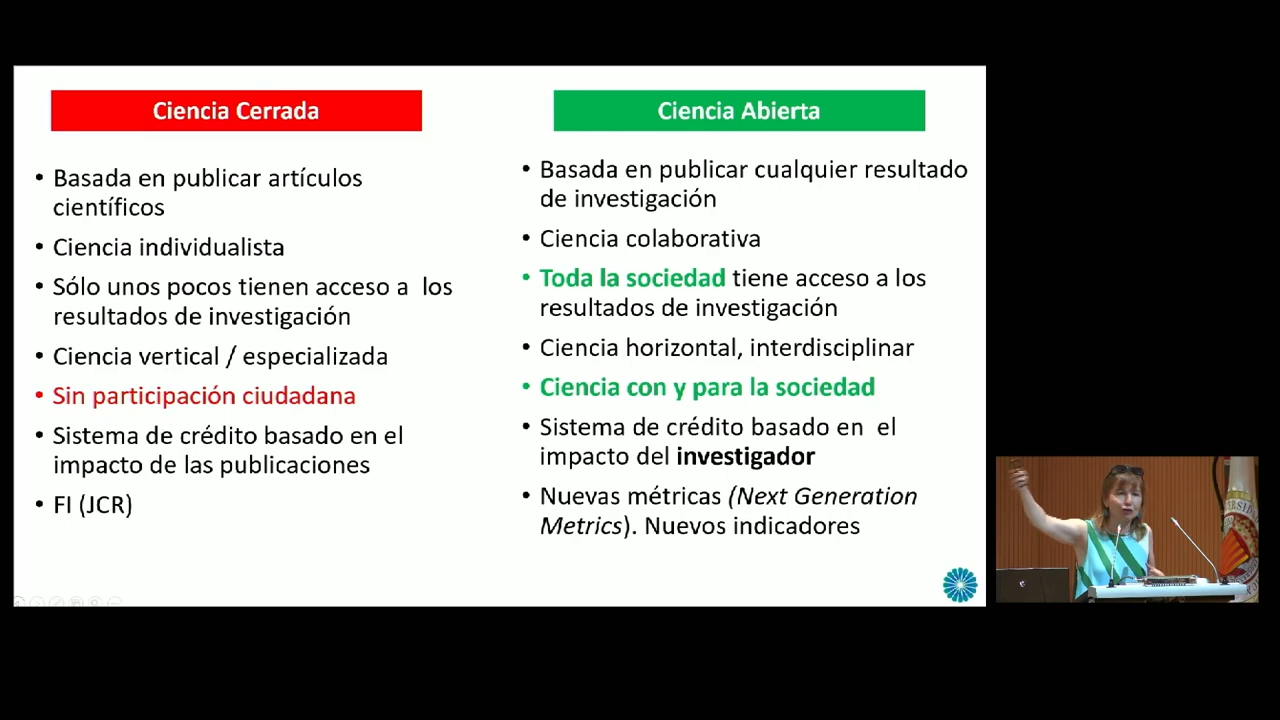 Ciencia Cerrada
• Basada en publicar artículos
científicos
• Ciencia individualista
• Sólo unos pocos tienen acceso a  los
resultados de investigación
• Ciencia vertical / especializada
• Sin participación ciudadana
• Sistema de crédito basado en el
impacto de las publicaciones
• FI (JCR)
Ciencia Abierta
• Basada en publicar cualquier resultado
de investigación
• Ciencia colaborativa
• Toda la sociedad tiene acceso a los
resultados de investigación
• Ciencia horizontal, interdisciplinar
• Ciencia con y para la sociedad
• Sistema de crédito basado en  el
impacto del investigador
• Nuevas métricas (Next Generation
Metrics). Nuevos indicadores